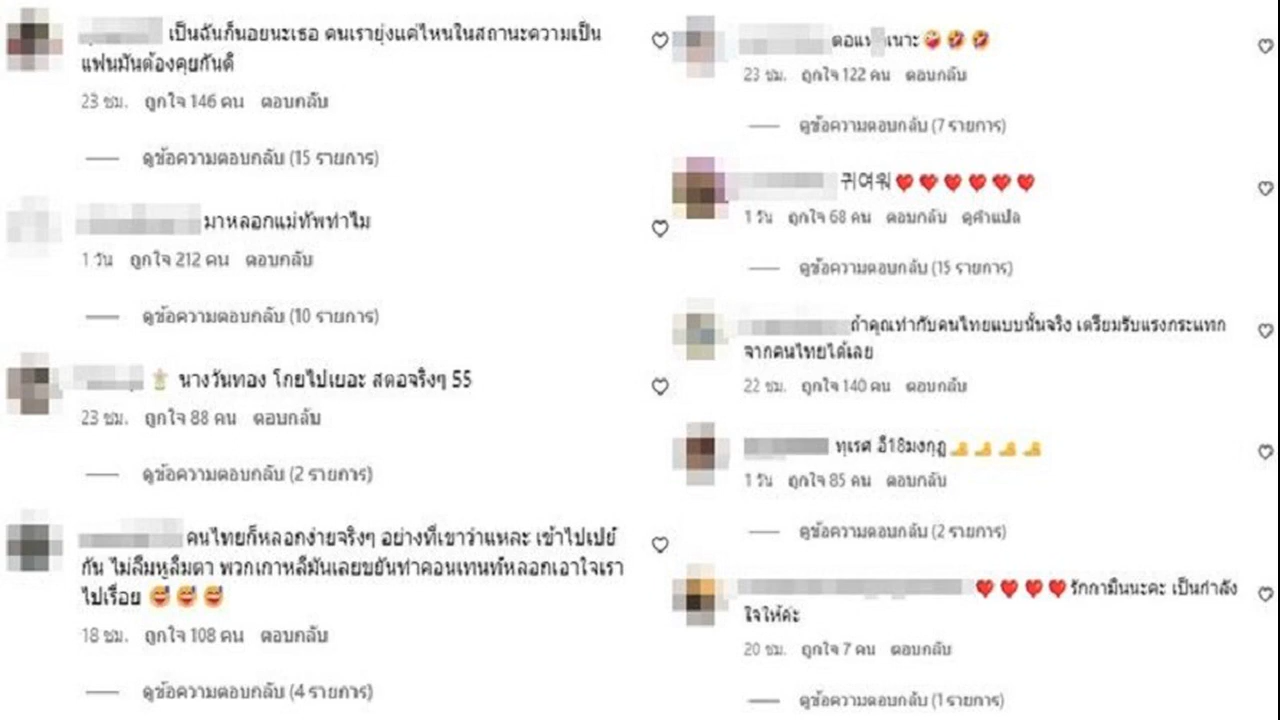 เป็นฉันก็นอยนะเธอ คนเรายุ่งแค่ไหนในสถานะความเป็น
แฟนมันต้องคุยกันดิ
23 ชม. ถูกใจ 146 คน ตอบกลับ
ดูข้อความตอบกลับ (15 รายการ)
มาหลอกแม่ทัพทำไม
1 วัน ถูกใจ 212 คน ตอบกลับ
ดูข้อความตอบกลับ (10 รายการ)
นางวันทอง โกยไปเยอะ สตอจริงๆ 55
23 ชม. ถูกใจ 88 คน ตอบกลับ
ดูข้อความตอบกลับ (2 รายการ)
คนไทยก็หลอกง่ายจริงๆ อย่างที่เขาว่าแหละ เข้าไปเปย์
กัน ไม่ลืมหูลืมตา พวกเกาหลีมันเลยขยันทำคอนเทนท์หลอกเอาใจเรา
ไปเรื่อย 😅😅😅
18 ชม. ถูกใจ 108 คน ตอบกลับ
ดูข้อความตอบกลับ (4 รายการ)
เนาะ🤪🤣🤣
23 ชม. ถูกใจ 122 คน ตอบกลับ
ดูข้อความตอบกลับ (7 รายการ)
귀여워❤️❤️❤️❤️❤️❤️
1 วัน ถูกใจ 68 คน ตอบกลับ ดูคำแปล
ดูข้อความตอบกลับ (15 รายการ)
ถ้าคุณทำกับคนไทยแบบนั้นจริง เตรียมรับแรงกระแทก
จากคนไทยได้เลย
22 ชม. ถูกใจ 140 คน ตอบกลับ
ทุเรศ อี18มงกุฎ🦶🦶🦶🦶
1 วัน ถูกใจ 85 คน ตอบกลับ
ดูข้อความตอบกลับ (2 รายการ)
❤️❤️❤️❤️รักกามินนะคะ เป็นกำลัง
ใจให้ค่ะ
20 ชม. ถูกใจ 7 คน ตอบกลับ
ดูข้อความตอบกลับ (1 รายการ)